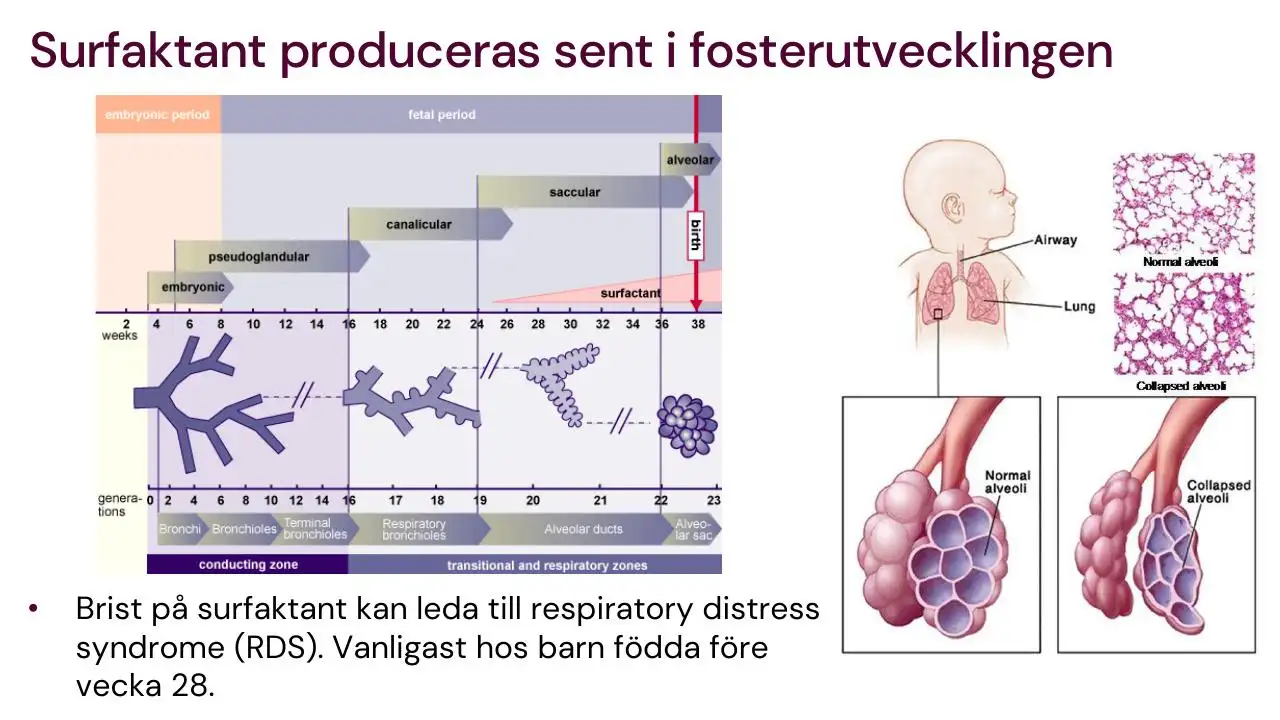 Surfaktant produceras sent i fosterutvecklingen
embryonic period
fetal period
alveolar
saccular
canalicular
pseudoglandular
embryonic
birth
surfactant
2 4 6 8 10 12 14 16 18 20 22 24 26 28 30 32 34 36 38
weeks
genera-
tions
0 2 4 6 8 10 12 14 16 17 18 19 20 21 22 23
Bronchi
Bronchioles
Terminal
bronchioles
Respiratory
bronchioles
Alveolar ducts
Alveo-
lar sac
conducting zone
transitional and respiratory zones
Airway
Lung
Normal alveoli
Collapsed alveoli
Normal
alveoli
Collapsed
alveoli
• Brist på surfaktant kan leda till respiratory distress
syndrome (RDS). Vanligast hos barn födda före
vecka 28.